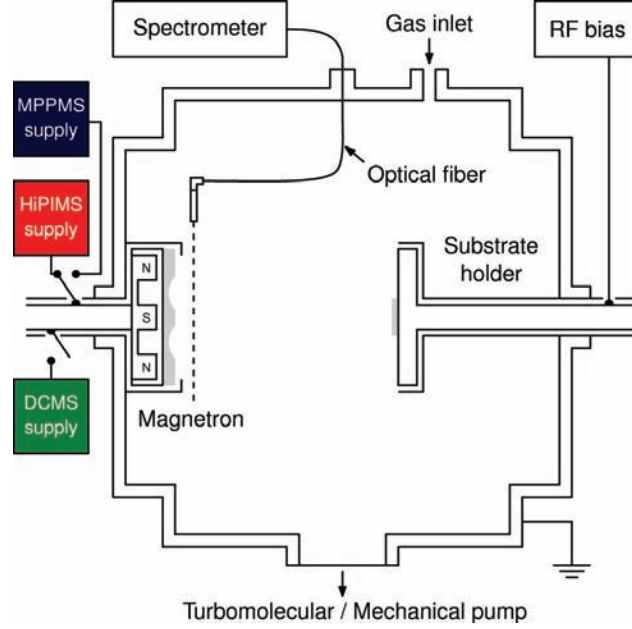 Spectrometer
Gas inlet
RF bias
MPPMS
supply
Optical fiber
HiPIMS
supply
Substrate
holder
N
S
N
DCMS
supply
Magnetron
Turbomolecular / Mechanical pump